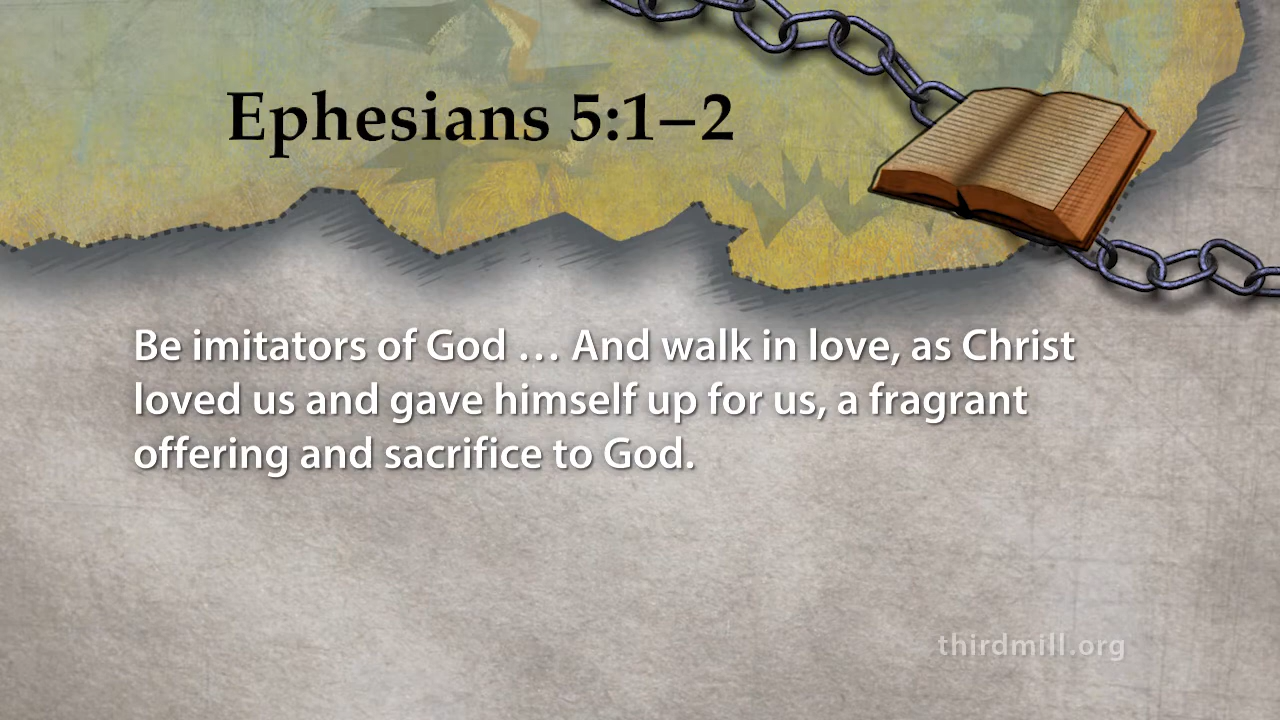 Ephesians 5:1–2
Be imitators of God … And walk in love, as Christ
loved us and gave himself up for us, a fragrant
offering and sacrifice to God.
thirdmill.org